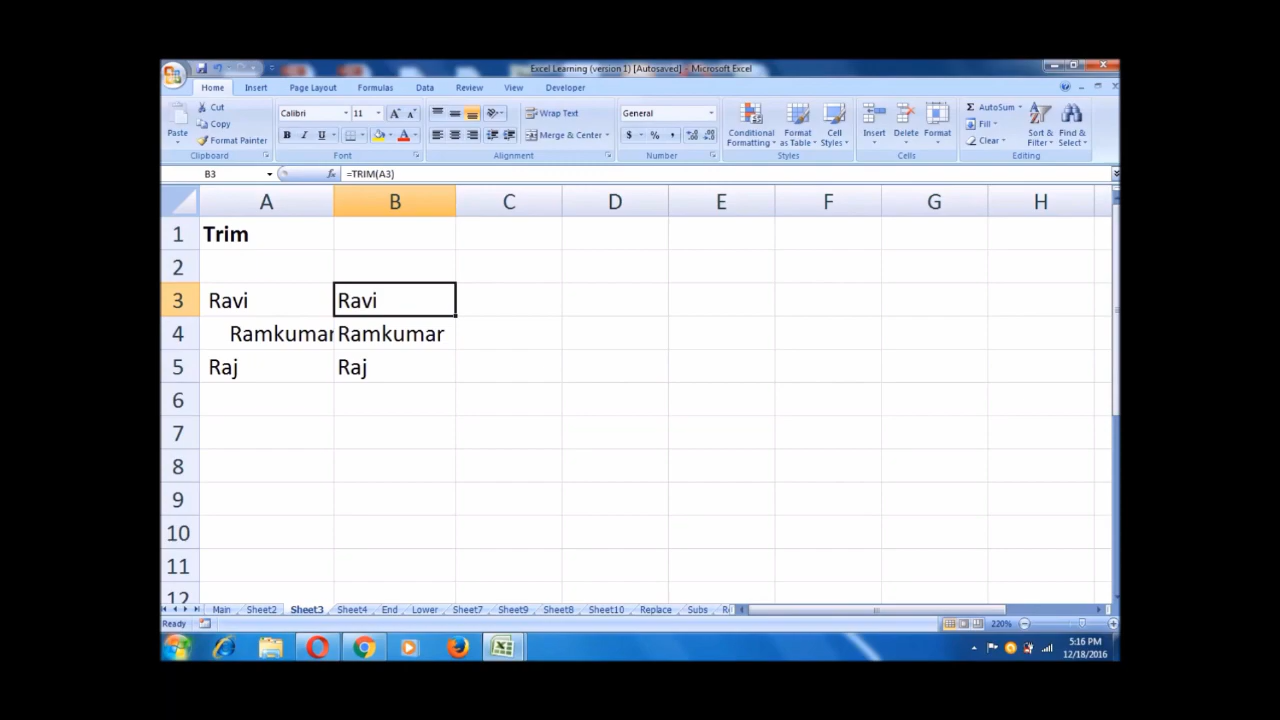 Excel Learning (version 1) [Autosaved] - Microsoft Excel
Home Insert Page Layout Formulas Data Review View Developer
Paste
Cut
Copy
Format Painter
Clipboard
Calibri 11
B I U
Font
Wrap Text
Merge & Center
Alignment
General
$ % ,
Number
Conditional Formatting
Format as Table
Cell Styles
Styles
Insert Delete Format
Cells
Σ AutoSum
Fill
Clear
Sort & Filter
Find & Select
Editing
B3 fx =TRIM(A3)
A B C D E F G H
1 Trim
2
3 Ravi Ravi
4 Ramkumar Ramkumar
5 Raj Raj
6
7
8
9
10
11
12
Main Sheet2 Sheet3 Sheet4 End Lower Sheet7 Sheet9 Sheet8 Sheet10 Replace Subs
Ready 220%
5:16 PM
12/18/2016